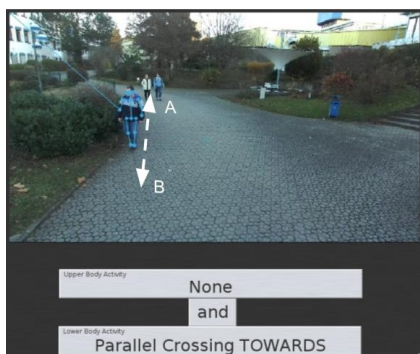 A
B
Upper Body Activity
None
and
Lower Body Activity
Parallel Crossing TOWARDS